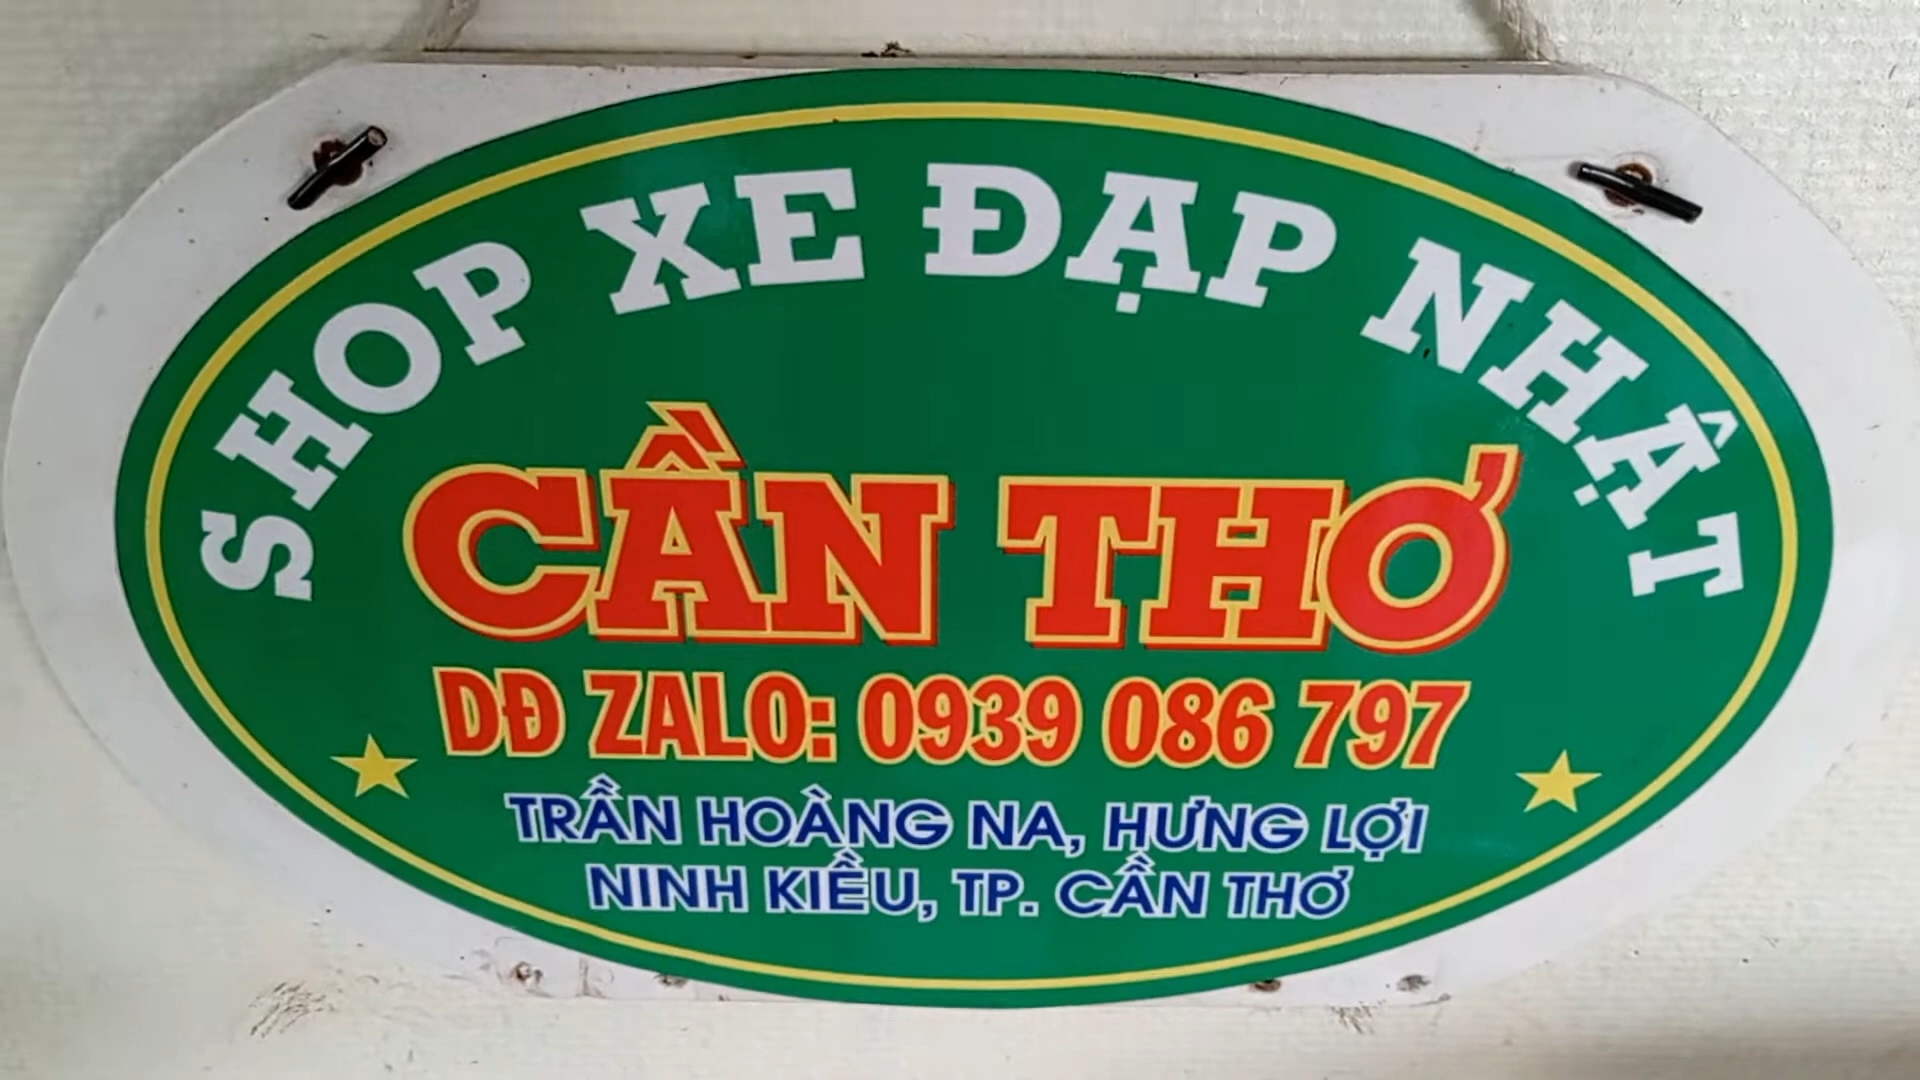 SHOP XE ĐẠP NHẬT
CẦN THƠ
DĐ ZALO: 0939 086 797
TRẦN HOÀNG NA, HƯNG LỢI
NINH KIỀU, TP. CẦN THƠ